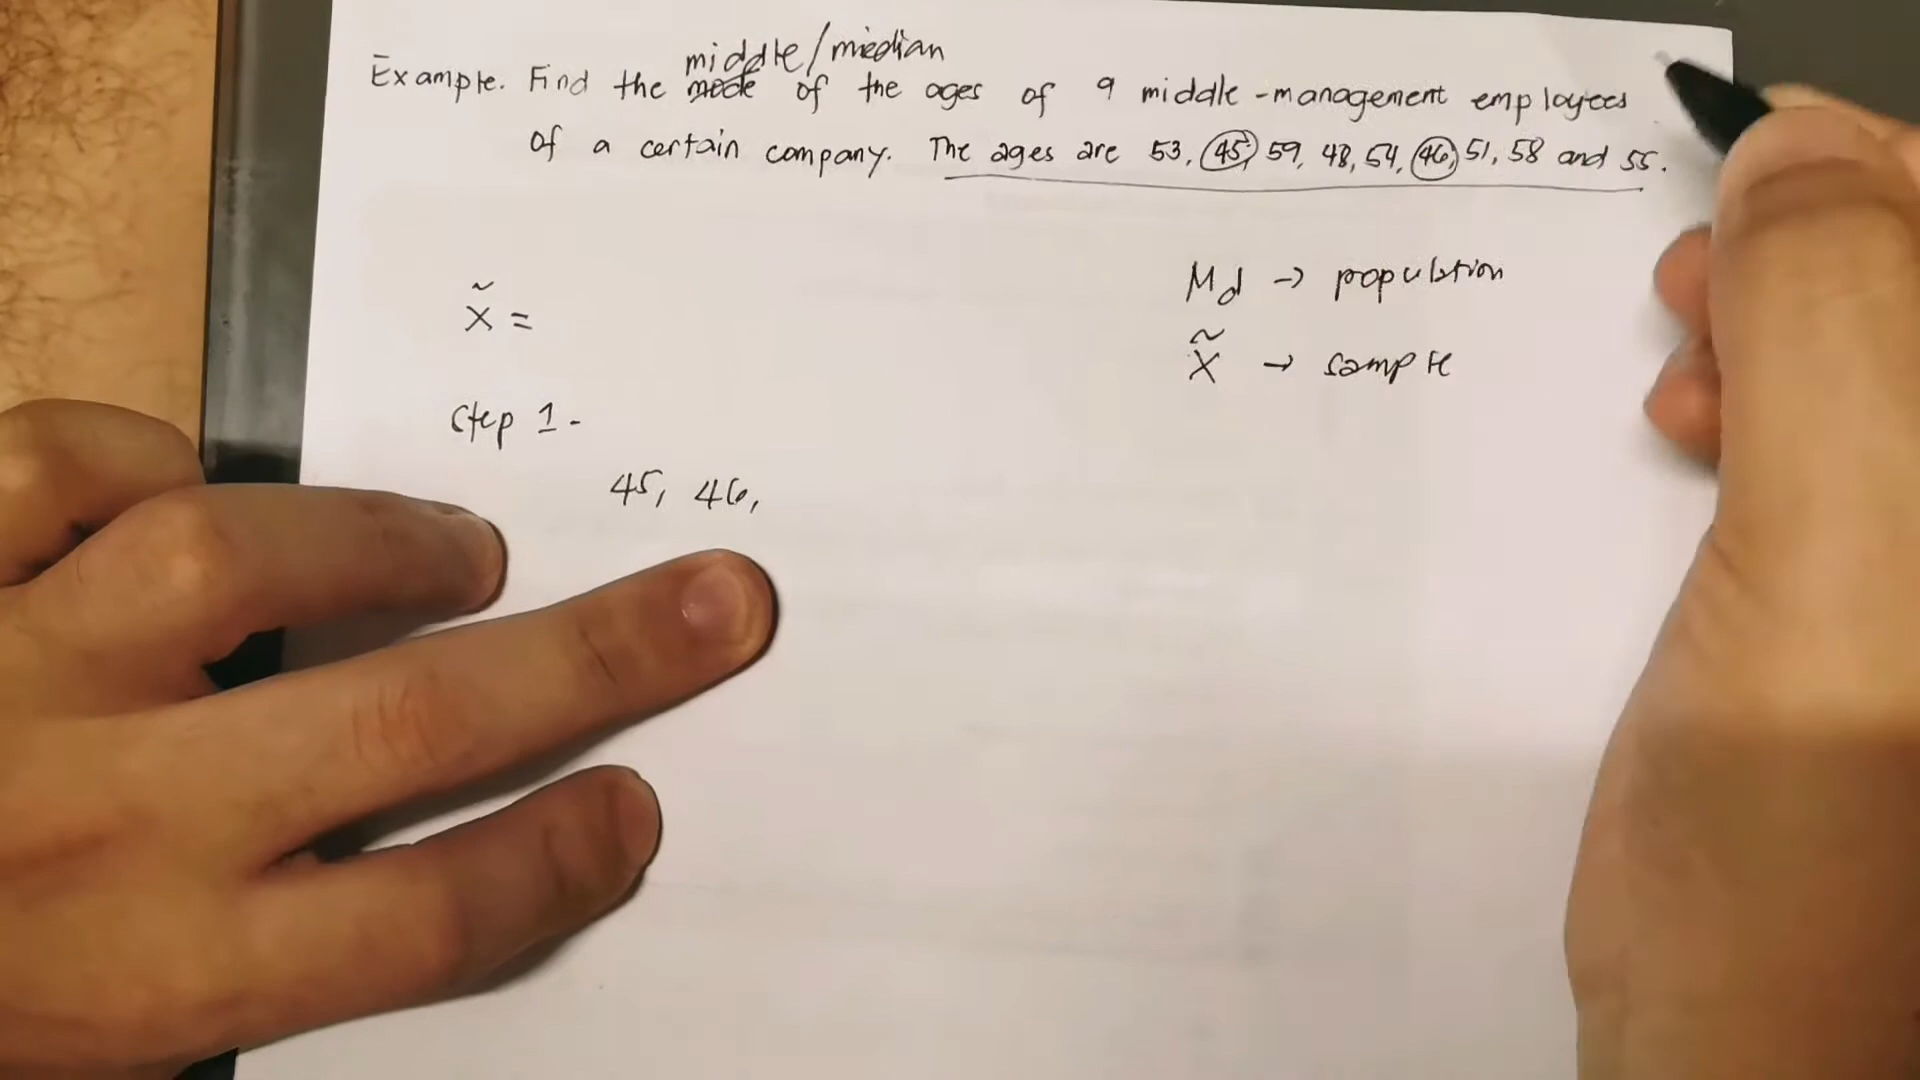 middle/median
Example. Find the mode of the ages of 9 middle-management employees
of a certain company. The ages are 53, 45, 59, 48, 54, 46, 51, 58 and 55.
Md → population
x̃ =
x̃ → sample
Step 1-
45, 46,